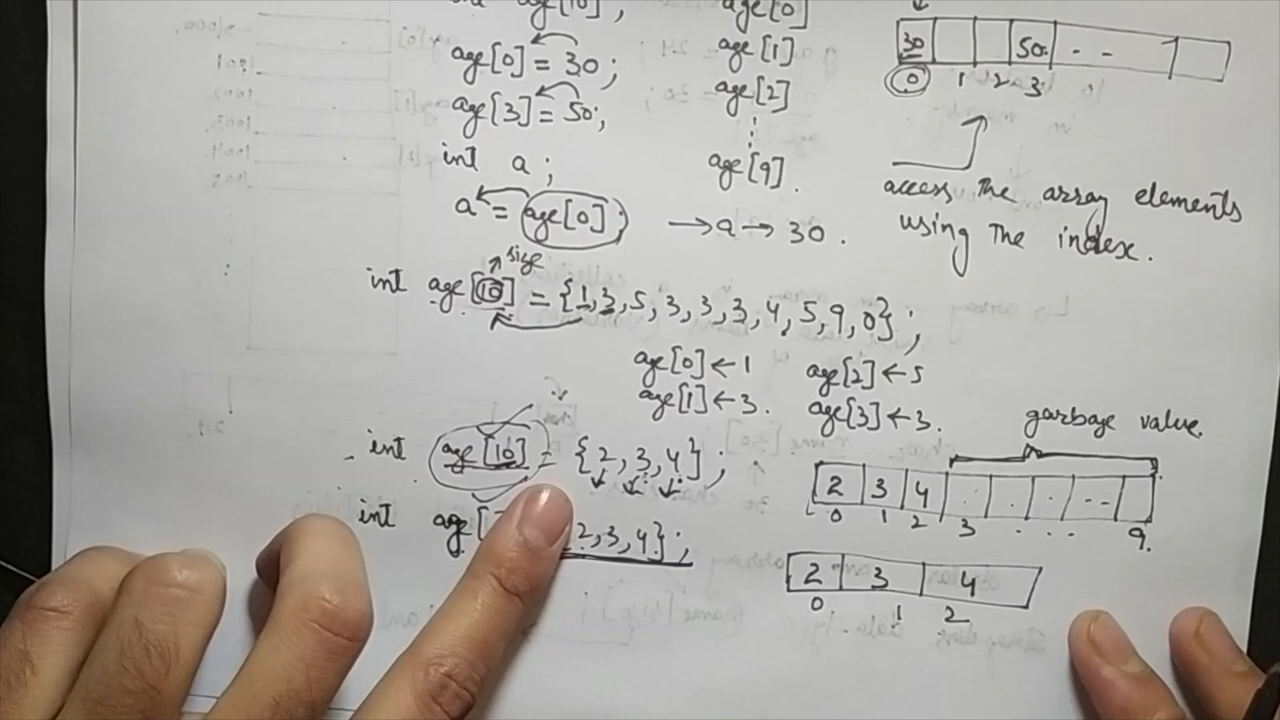 age[10];
age[0] = 30;
age[3] = 50;
int a;
a = age[0];
→ a → 30.
age[0]
age[1]
age[2]
age[9].
30 50 - -
0 1 2 3
access the array elements
using the index.
size
int age[10] = {1,3,5,3,3,3,4,5,9,0};
age[0] ← 1 age[2] ← 5
age[1] ← 3. age[3] ← 3.
int age[10] = {2,3,4};
garbage value.
2 3 4 . . . -- 
0 1 2 3 . . . 9.
int age[ 2,3,4};
2 3 4
0 1 2